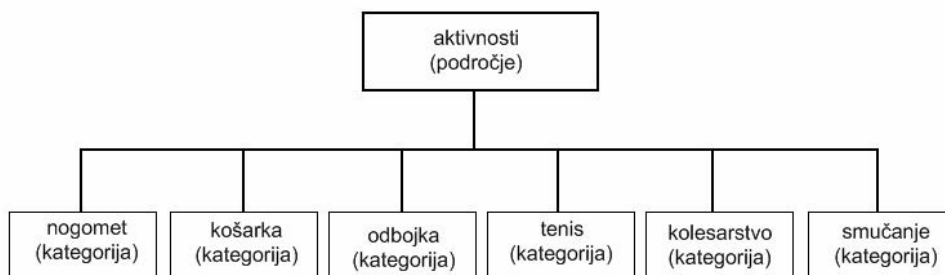 aktivnosti
(področje)
nogomet
(kategorija)
košarka
(kategorija)
odbojka
(kategorija)
tenis
(kategorija)
kolesarstvo
(kategorija)
smučanje
(kategorija)